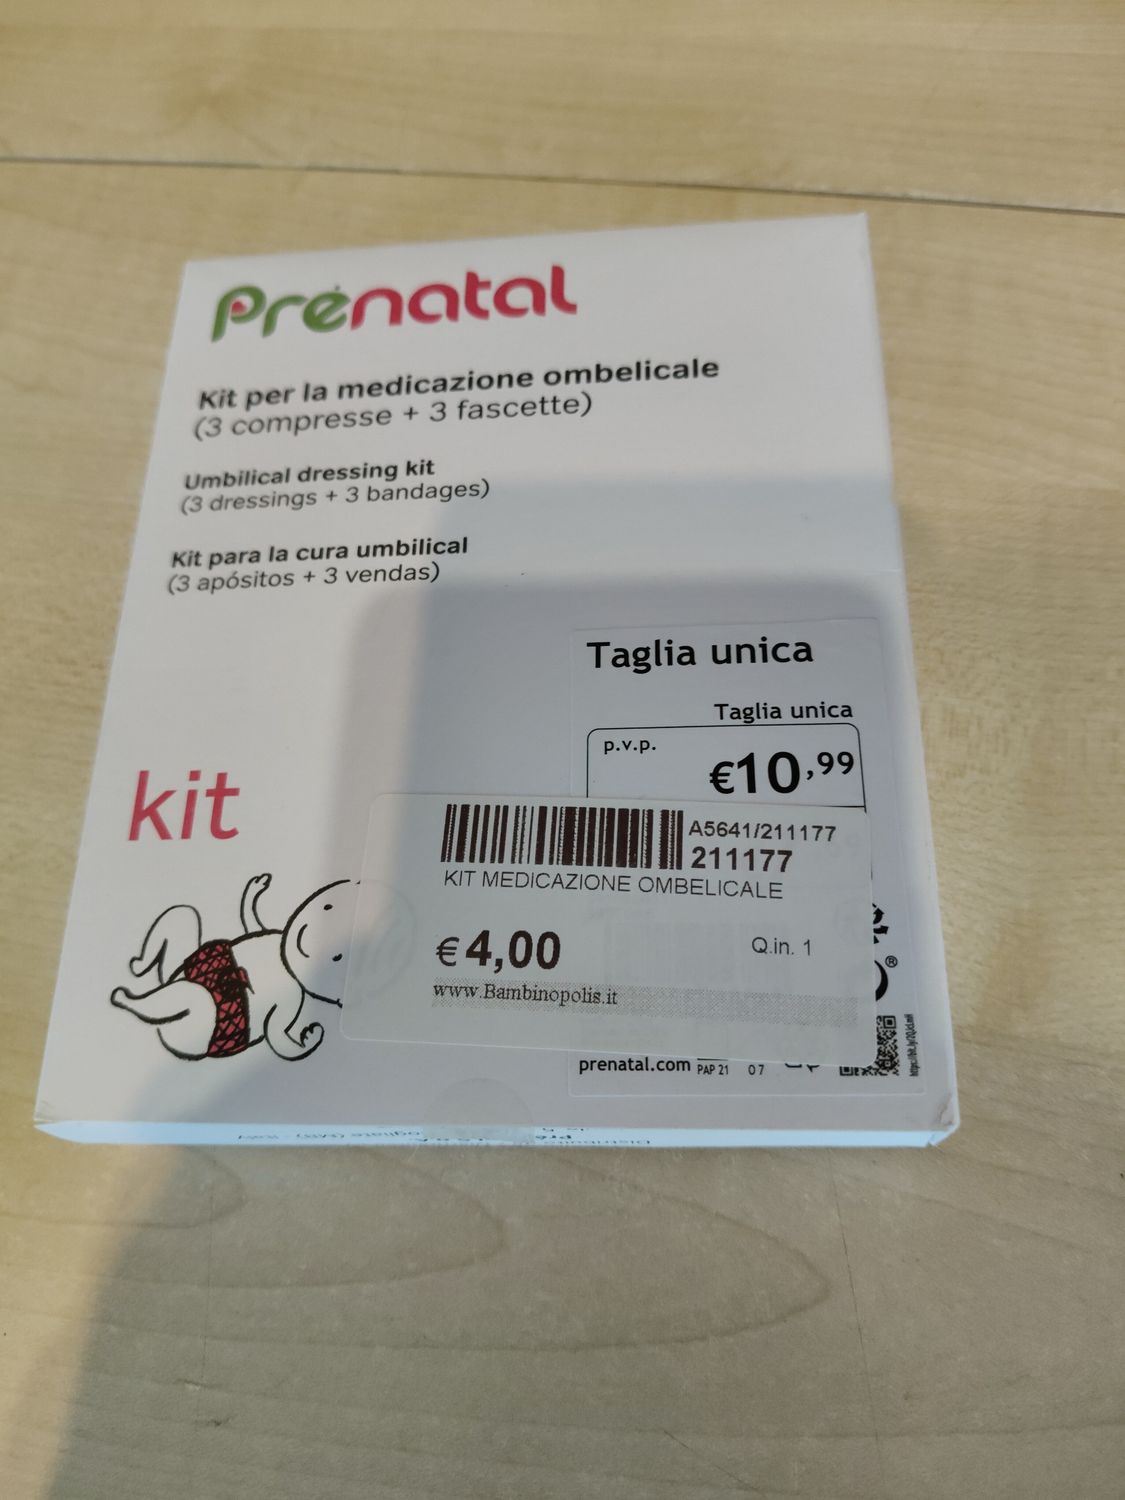 Prénatal
Kit per la medicazione ombelicale
(3 compresse + 3 fascette)
Umbilical dressing kit
(3 dressings + 3 bandages)
Kit para la cura umbilical
(3 apósitos + 3 vendas)
Taglia unica
Taglia unica
p.v.p.
€10,99
kit
A5641/211177
211177
KIT MEDICAZIONE OMBELICALE
€ 4,00
Q.in. 1
www.Bambinopolis.it
®
prenatal.com
PAP 21
07